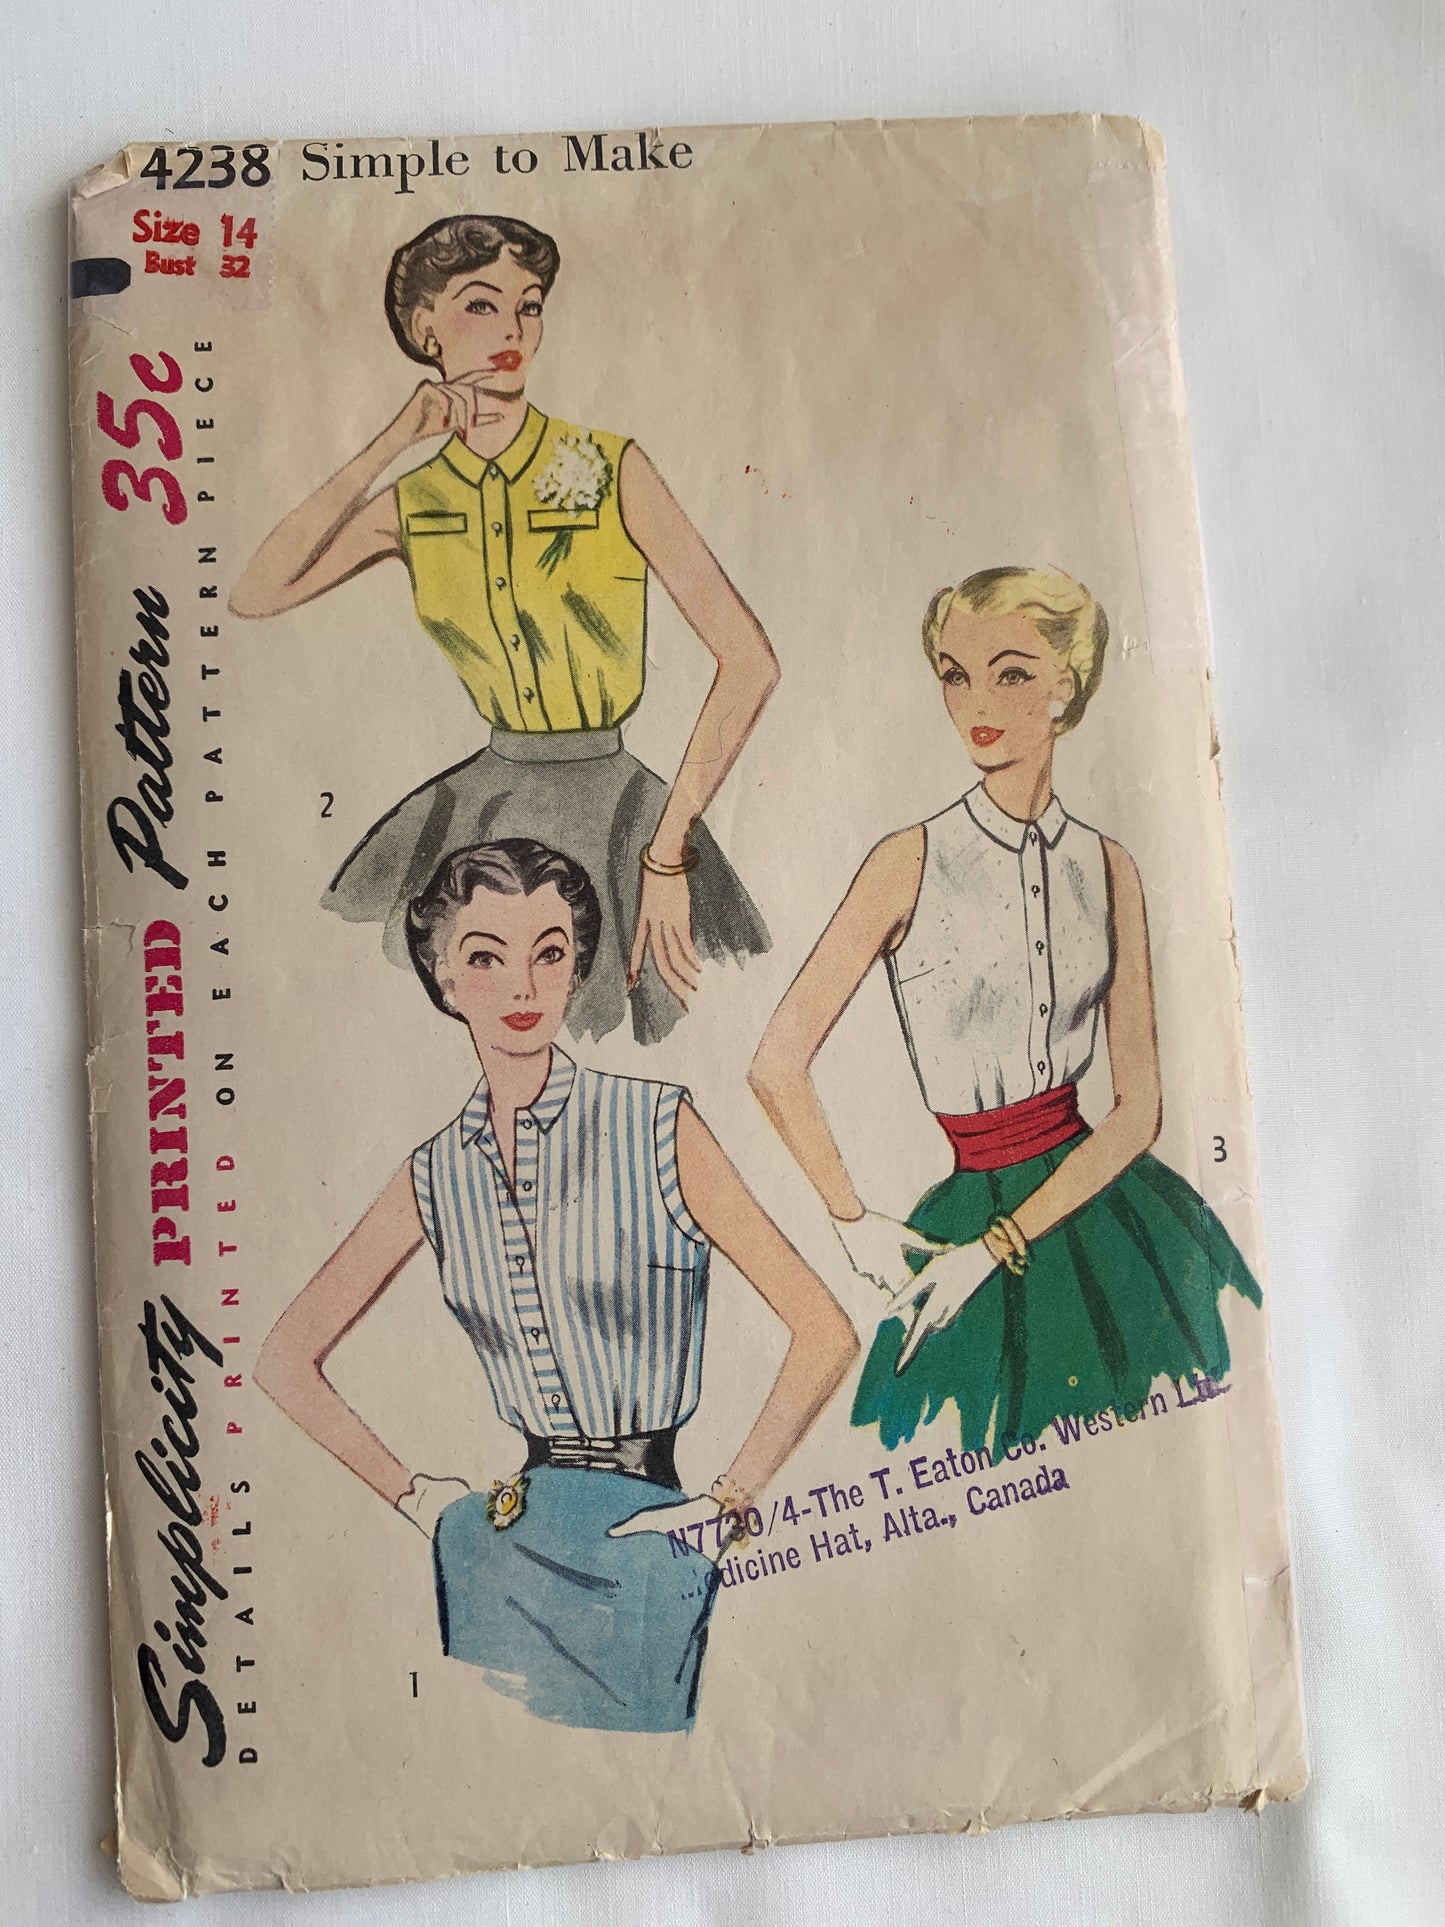 4238 Simple to Make
Size 14
Bust 32
35c
Simplicity PRINTED Pattern
DETAILS PRINTED ON EACH PATTERN PIECE
2
3
1
N7730/4-The T. Eaton Co. Western
Medicine Hat, Alta., Canada